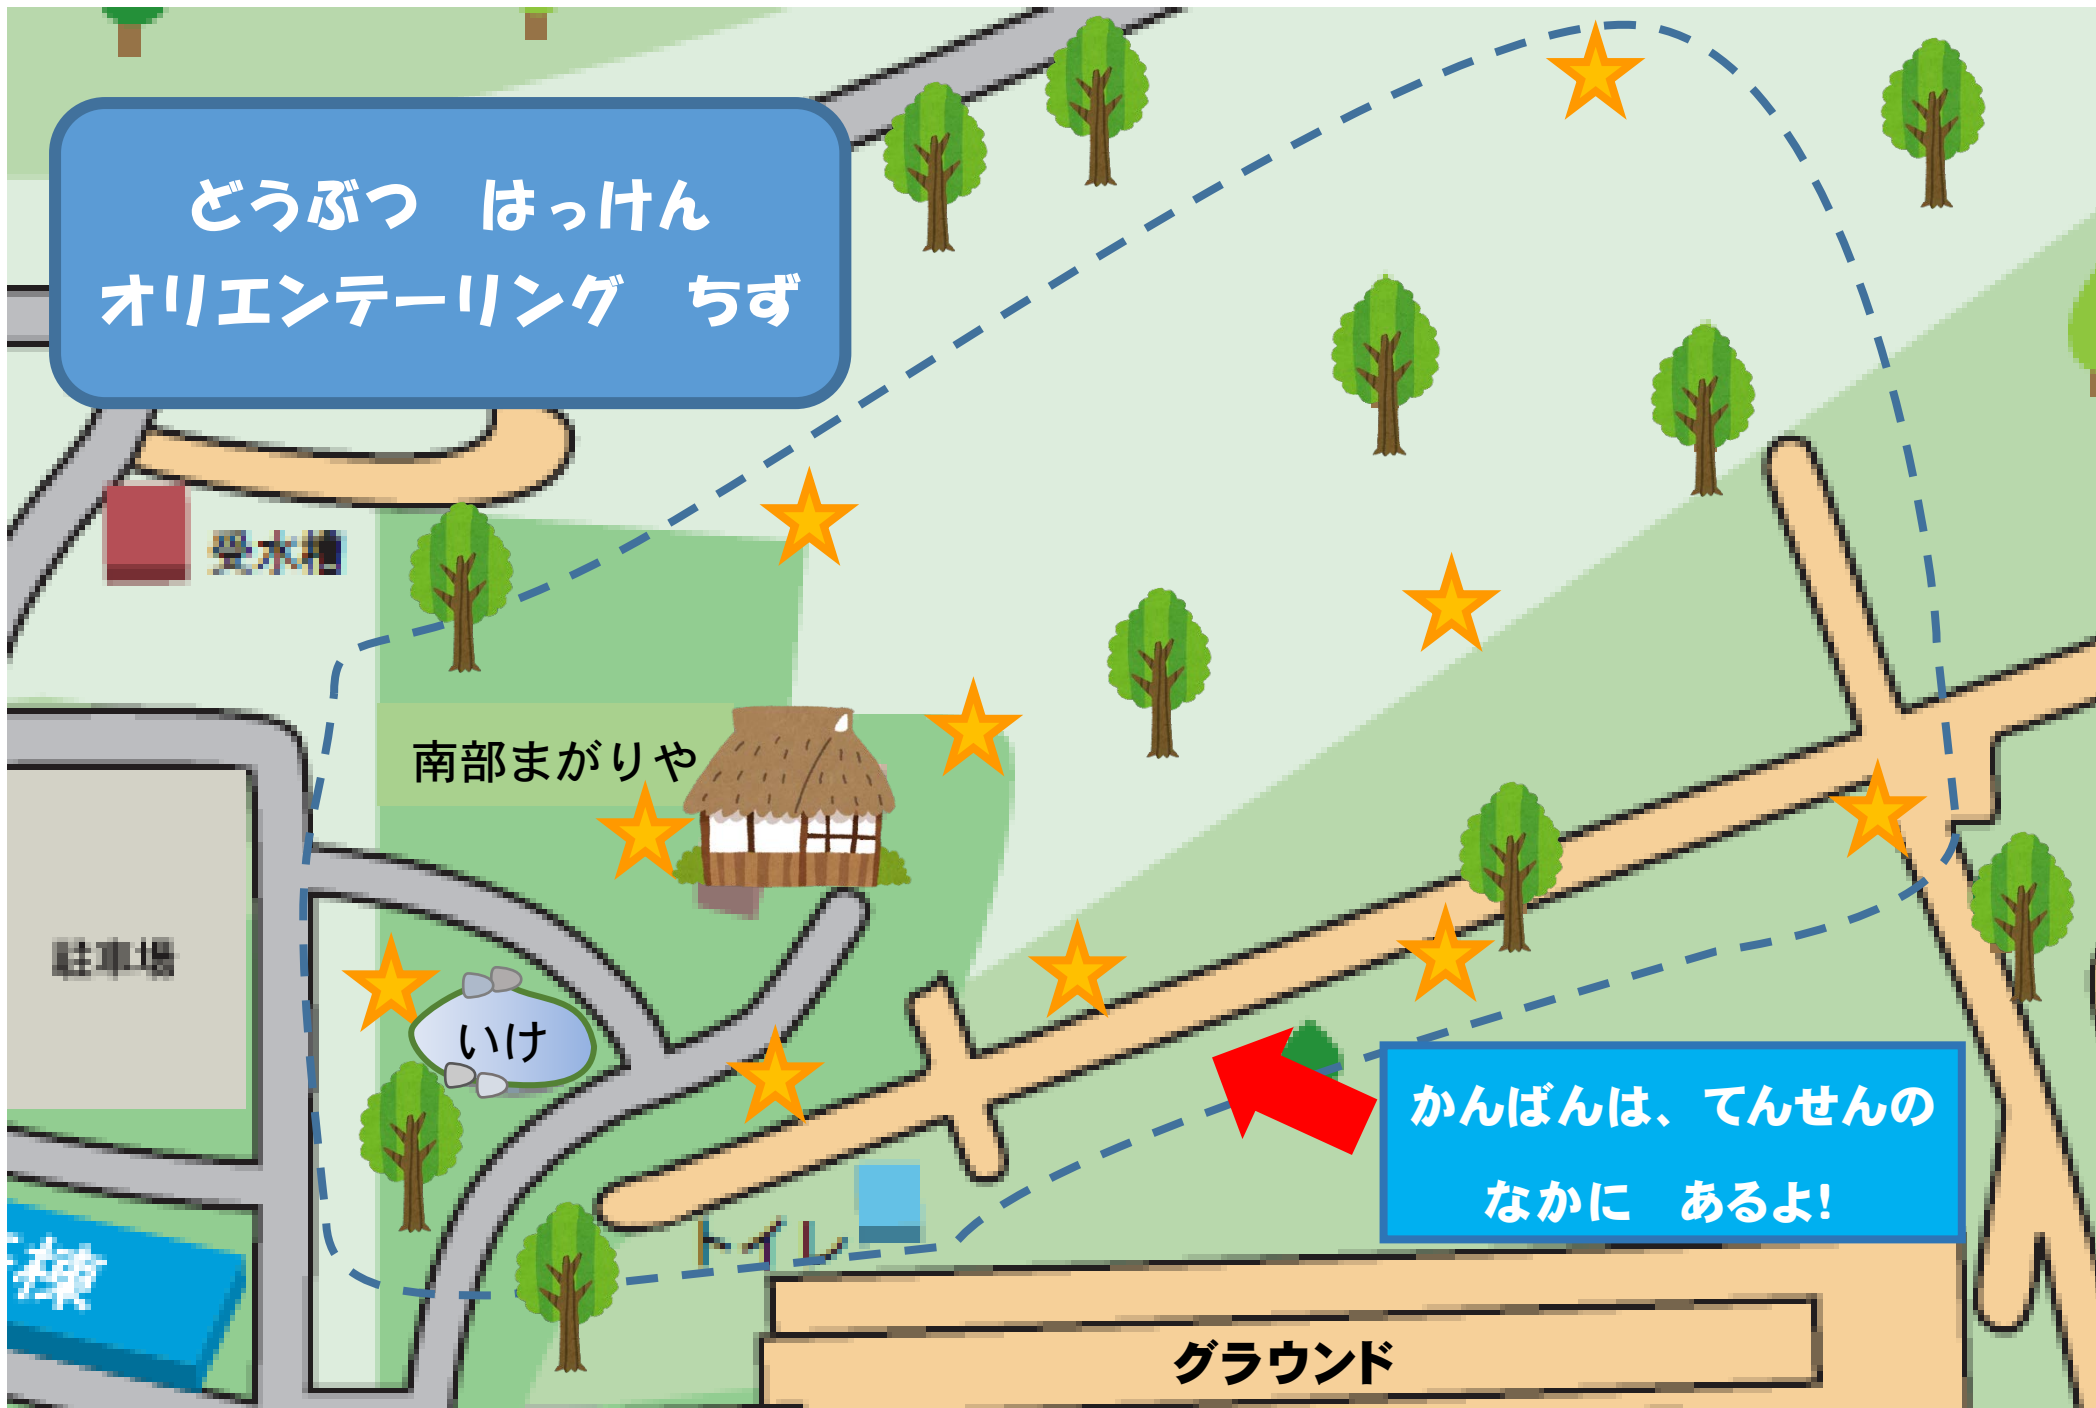 どうぶつ　はっけん
オリエンテーリング　ちず
受水槽
南部まがりや
駐車場
いけ
かんばんは、てんせんの
なかに　あるよ!
トイレ
棟
グラウンド